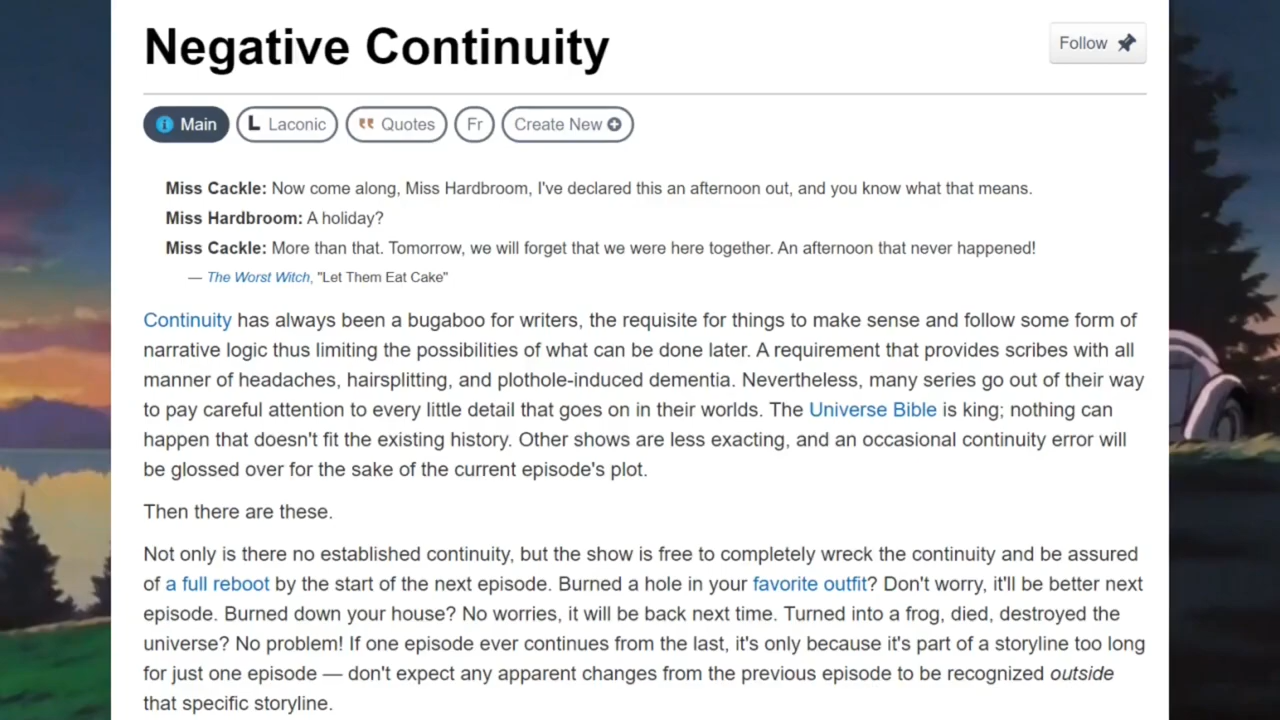 Negative Continuity
Follow
Main
L Laconic
Quotes
Fr
Create New
Miss Cackle: Now come along, Miss Hardbroom, I've declared this an afternoon out, and you know what that means.
Miss Hardbroom: A holiday?
Miss Cackle: More than that. Tomorrow, we will forget that we were here together. An afternoon that never happened!
— The Worst Witch, "Let Them Eat Cake"
Continuity has always been a bugaboo for writers, the requisite for things to make sense and follow some form of
narrative logic thus limiting the possibilities of what can be done later. A requirement that provides scribes with all
manner of headaches, hairsplitting, and plothole-induced dementia. Nevertheless, many series go out of their way
to pay careful attention to every little detail that goes on in their worlds. The Universe Bible is king; nothing can
happen that doesn't fit the existing history. Other shows are less exacting, and an occasional continuity error will
be glossed over for the sake of the current episode's plot.
Then there are these.
Not only is there no established continuity, but the show is free to completely wreck the continuity and be assured
of a full reboot by the start of the next episode. Burned a hole in your favorite outfit? Don't worry, it'll be better next
episode. Burned down your house? No worries, it will be back next time. Turned into a frog, died, destroyed the
universe? No problem! If one episode ever continues from the last, it's only because it's part of a storyline too long
for just one episode — don't expect any apparent changes from the previous episode to be recognized outside
that specific storyline.